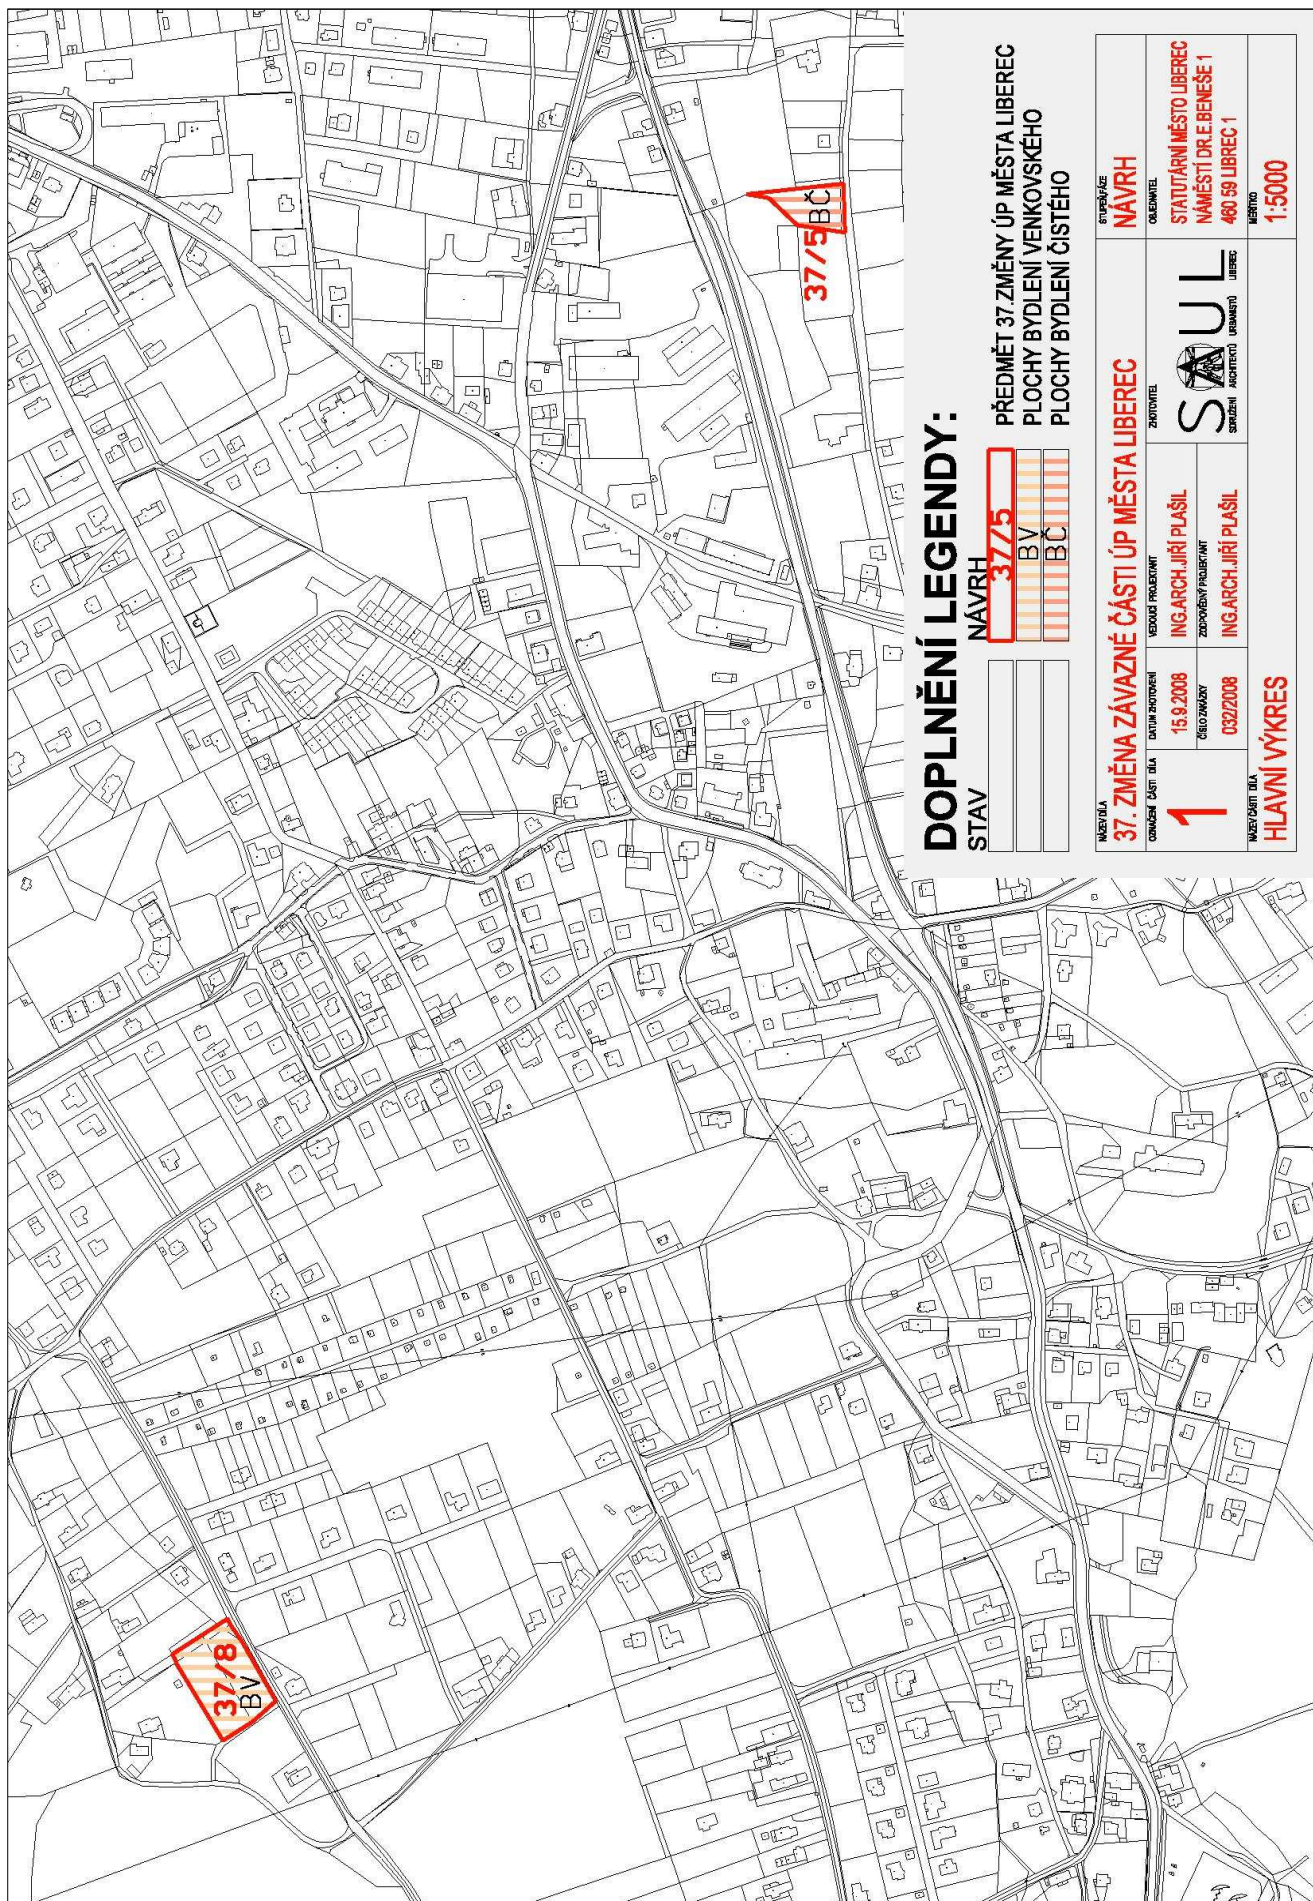 37/8
BV
37/5
BČ
DOPLNĚNÍ LEGENDY:
STAV NÁVRH
37/5 PŘEDMĚT 37.ZMĚNY ÚP MĚSTA LIBEREC
BV PLOCHY BYDLENÍ VENKOVSKÉHO
BČ PLOCHY BYDLENÍ ČISTÉHO
NÁZEV DÍLA
37. ZMĚNA ZÁVAZNÉ ČÁSTI ÚP MĚSTA LIBEREC
STUPEŇ/FÁZE
NÁVRH
OZNAČENÍ ČÁSTI DÍLA
1
DATUM ZHOTOVENÍ
15.9.2008
ČÍSLO ZAKÁZKY
032/2008
VEDOUCÍ PROJEKTANT
ING.ARCH.JIŘÍ PLAŠIL
ZODPOVĚDNÝ PROJEKTANT
ING.ARCH.JIŘÍ PLAŠIL
ZHOTOVITEL
SAUL
SDRUŽENÍ ARCHITEKTŮ URBANISTŮ LIBEREC
OBJEDNATEL
STATUTÁRNÍ MĚSTO LIBEREC
NÁMĚSTÍ DR.E.BENEŠE 1
460 59 LIBREC 1
NÁZEV ČÁSTI DÍLA
HLAVNÍ VÝKRES
MĚŘÍTKO
1:5000